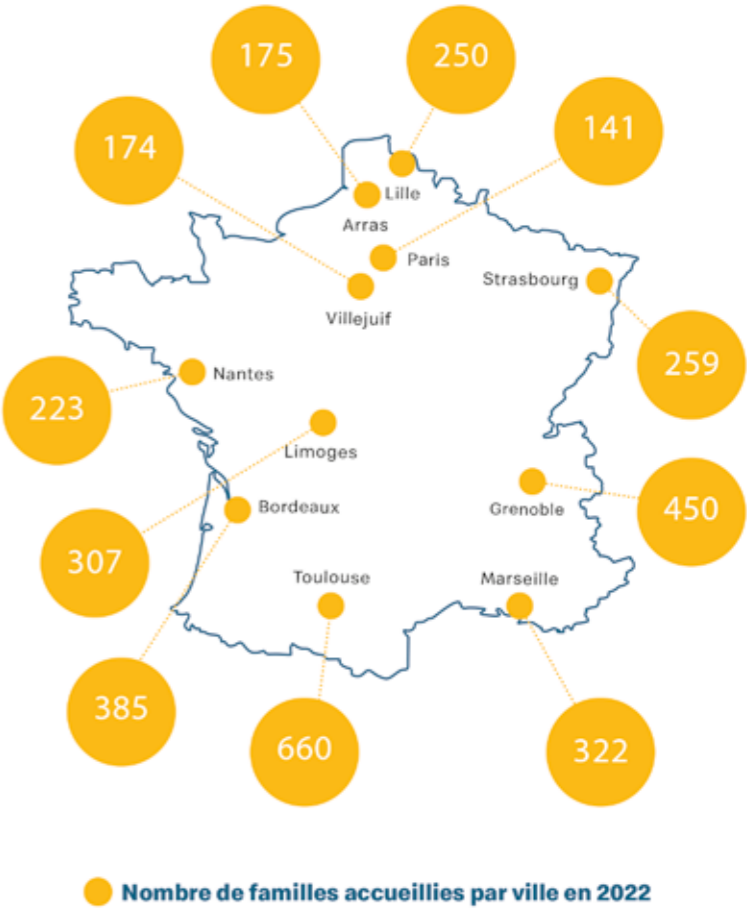 175
250
141
174
Lille
Arras
Paris
Strasbourg
Villejuif
259
Nantes
223
Limoges
Grenoble
450
Bordeaux
307
Toulouse
Marseille
385
660
322
Nombre de familles accueillies par ville en 2022